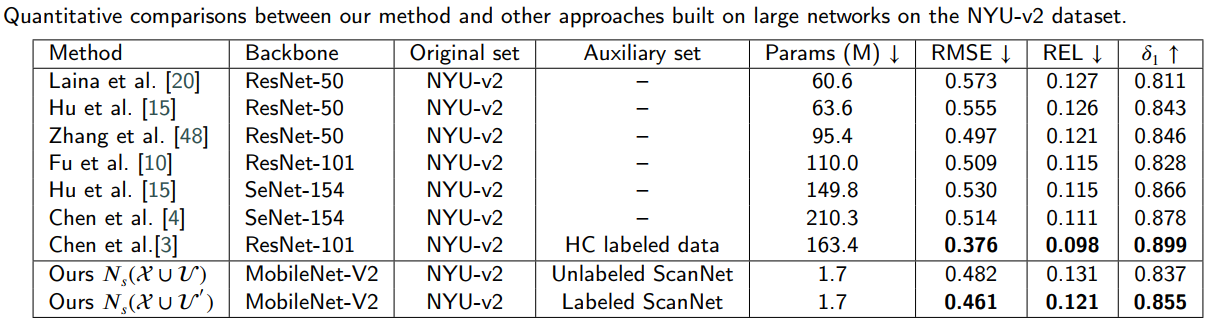 Quantitative comparisons between our method and other approaches built on large networks on the NYU-v2 dataset.
Method Backbone Original set Auxiliary set Params (M) ↓ RMSE ↓ REL ↓ δ₁ ↑
Laina et al. [20] ResNet-50 NYU-v2 – 60.6 0.573 0.127 0.811
Hu et al. [15] ResNet-50 NYU-v2 – 63.6 0.555 0.126 0.843
Zhang et al. [48] ResNet-50 NYU-v2 – 95.4 0.497 0.121 0.846
Fu et al. [10] ResNet-101 NYU-v2 – 110.0 0.509 0.115 0.828
Hu et al. [15] SeNet-154 NYU-v2 – 149.8 0.530 0.115 0.866
Chen et al. [4] SeNet-154 NYU-v2 – 210.3 0.514 0.111 0.878
Chen et al.[3] ResNet-101 NYU-v2 HC labeled data 163.4 0.376 0.098 0.899
Ours 𝑁ₛ(𝒳 ∪ 𝒰) MobileNet-V2 NYU-v2 Unlabeled ScanNet 1.7 0.482 0.131 0.837
Ours 𝑁ₛ(𝒳 ∪ 𝒰′) MobileNet-V2 NYU-v2 Labeled ScanNet 1.7 0.461 0.121 0.855